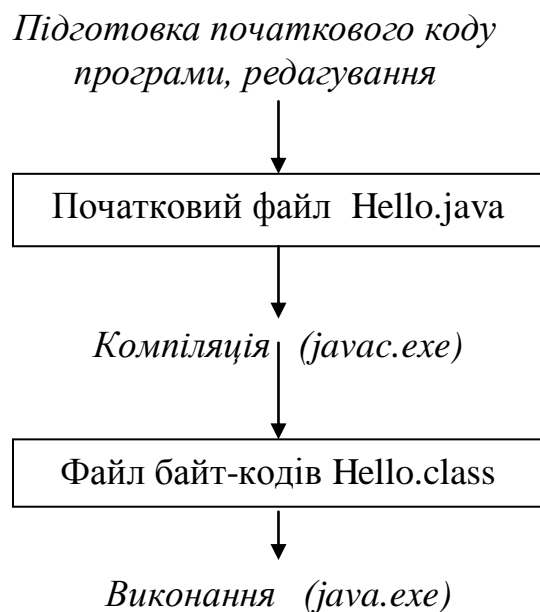 Підготовка початкового коду
програми, редагування
Початковий файл Hello.java
Компіляція (javac.exe)
Файл байт-кодів Hello.class
Виконання (java.exe)